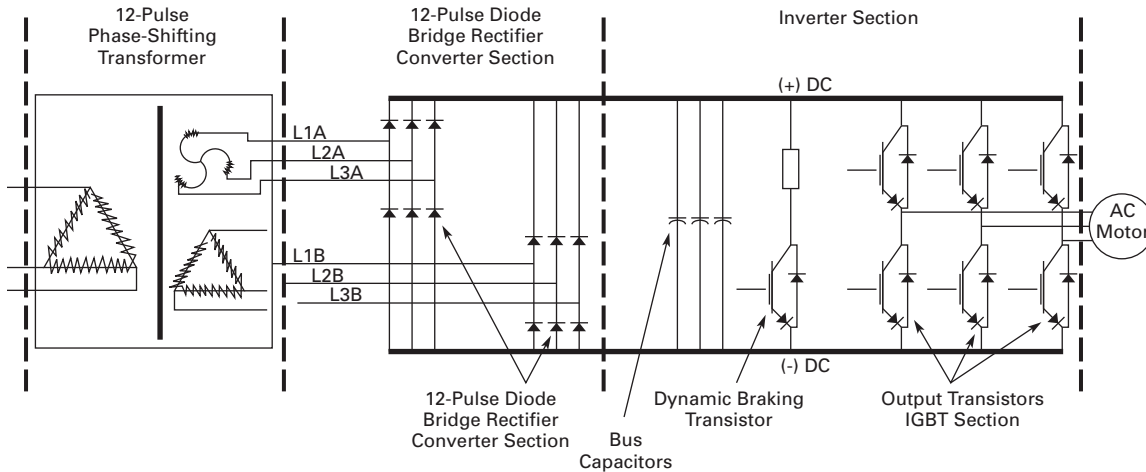 12-Pulse
Phase-Shifting
Transformer
12-Pulse Diode
Bridge Rectifier
Converter Section
Inverter Section
(+) DC
L1A
L2A
L3A
L1B
L2B
L3B
AC
Motor
(-) DC
12-Pulse Diode
Bridge Rectifier
Converter Section
Bus
Capacitors
Dynamic Braking
Transistor
Output Transistors
IGBT Section